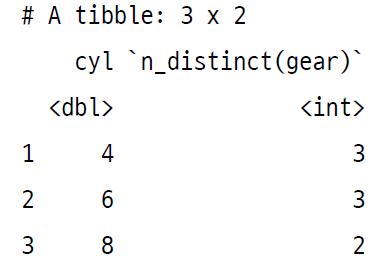 # A tibble: 3 x 2
cyl `n_distinct(gear)`
<dbl> <int>
1 4 3
2 6 3
3 8 2